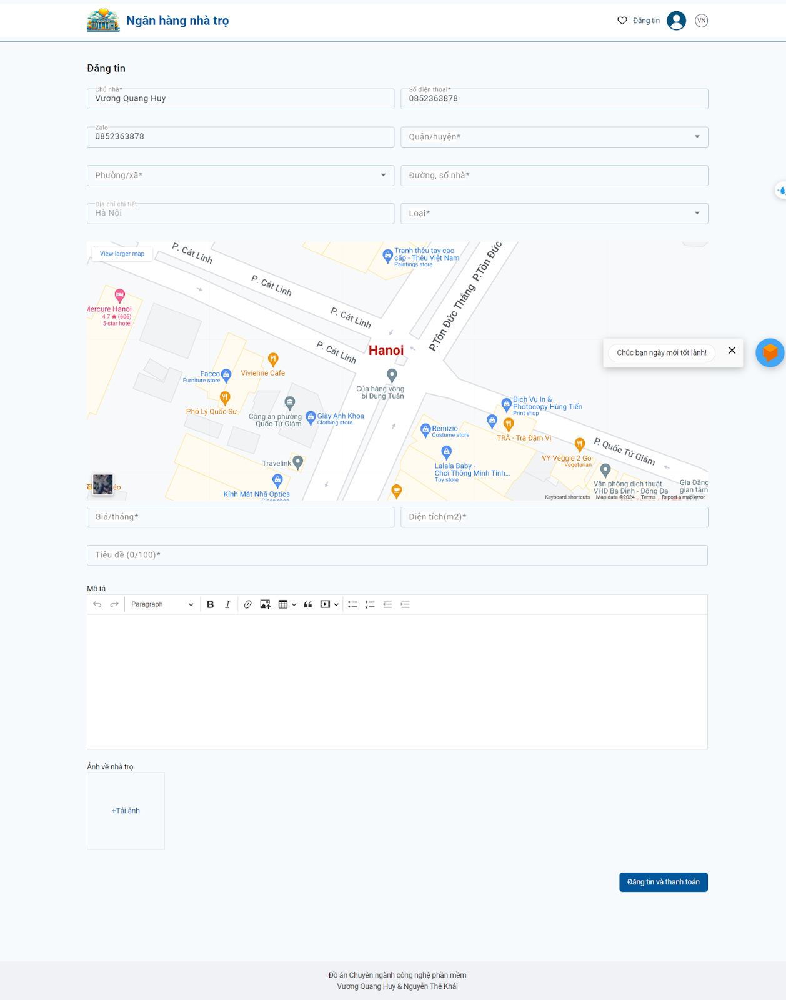 Ngân hàng nhà trọ
Đăng tin
VN
Đăng tin
Chủ nhà*
Vương Quang Huy
Số điện thoại*
0852363878
Zalo
0852363878
Quận/huyện*
Phường/xã*
Đường, số nhà*
Địa chỉ chi tiết
Hà Nội
Loại*
View larger map
P. Cát Linh
P. Cát Linh
P. Cát Linh
P. Cát Linh
Tranh thêu tay cao
cấp - Thêu Việt Nam
Paintings store
P.Tôn Đức Thắng
P.Tôn Đức
Mercure Hanoi
4.7 ★ (606)
5-star hotel
Hanoi
Chúc bạn ngày mới tốt lành!
Vivienne Cafe
Facco
Furniture store
Cửa hàng vòng
bi Dung Tuân
Phở Lý Quốc Sư
Công an phường
Quốc Tử Giám
Giày Anh Khoa
Clothing store
Dịch Vụ In &
Photocopy Hùng Tiến
Print shop
Remizio
Costume store
TRÀ - Trà Đậm Vị
P. Quốc Tử Giám
VY Veggie 2 Go
Vegetarian
Lalala Baby -
Chơi Thông Minh Tinh...
Toy store
Travelink
Kính Mắt Nhã Optics
Văn phòng dịch thuật
VHD Ba Đình - Đống Đa
Gia Đăng
gian tâm
Keyboard shortcuts
Map data ©2024
Terms
Report a map error
Giá/tháng*
Diện tích(m2)*
Tiêu đề (0/100)*
Mô tả
Paragraph
B
I
Ảnh về nhà trọ
+Tải ảnh
Đăng tin và thanh toán
Đồ án Chuyên ngành công nghệ phần mềm
Vương Quang Huy & Nguyễn Thế Khải